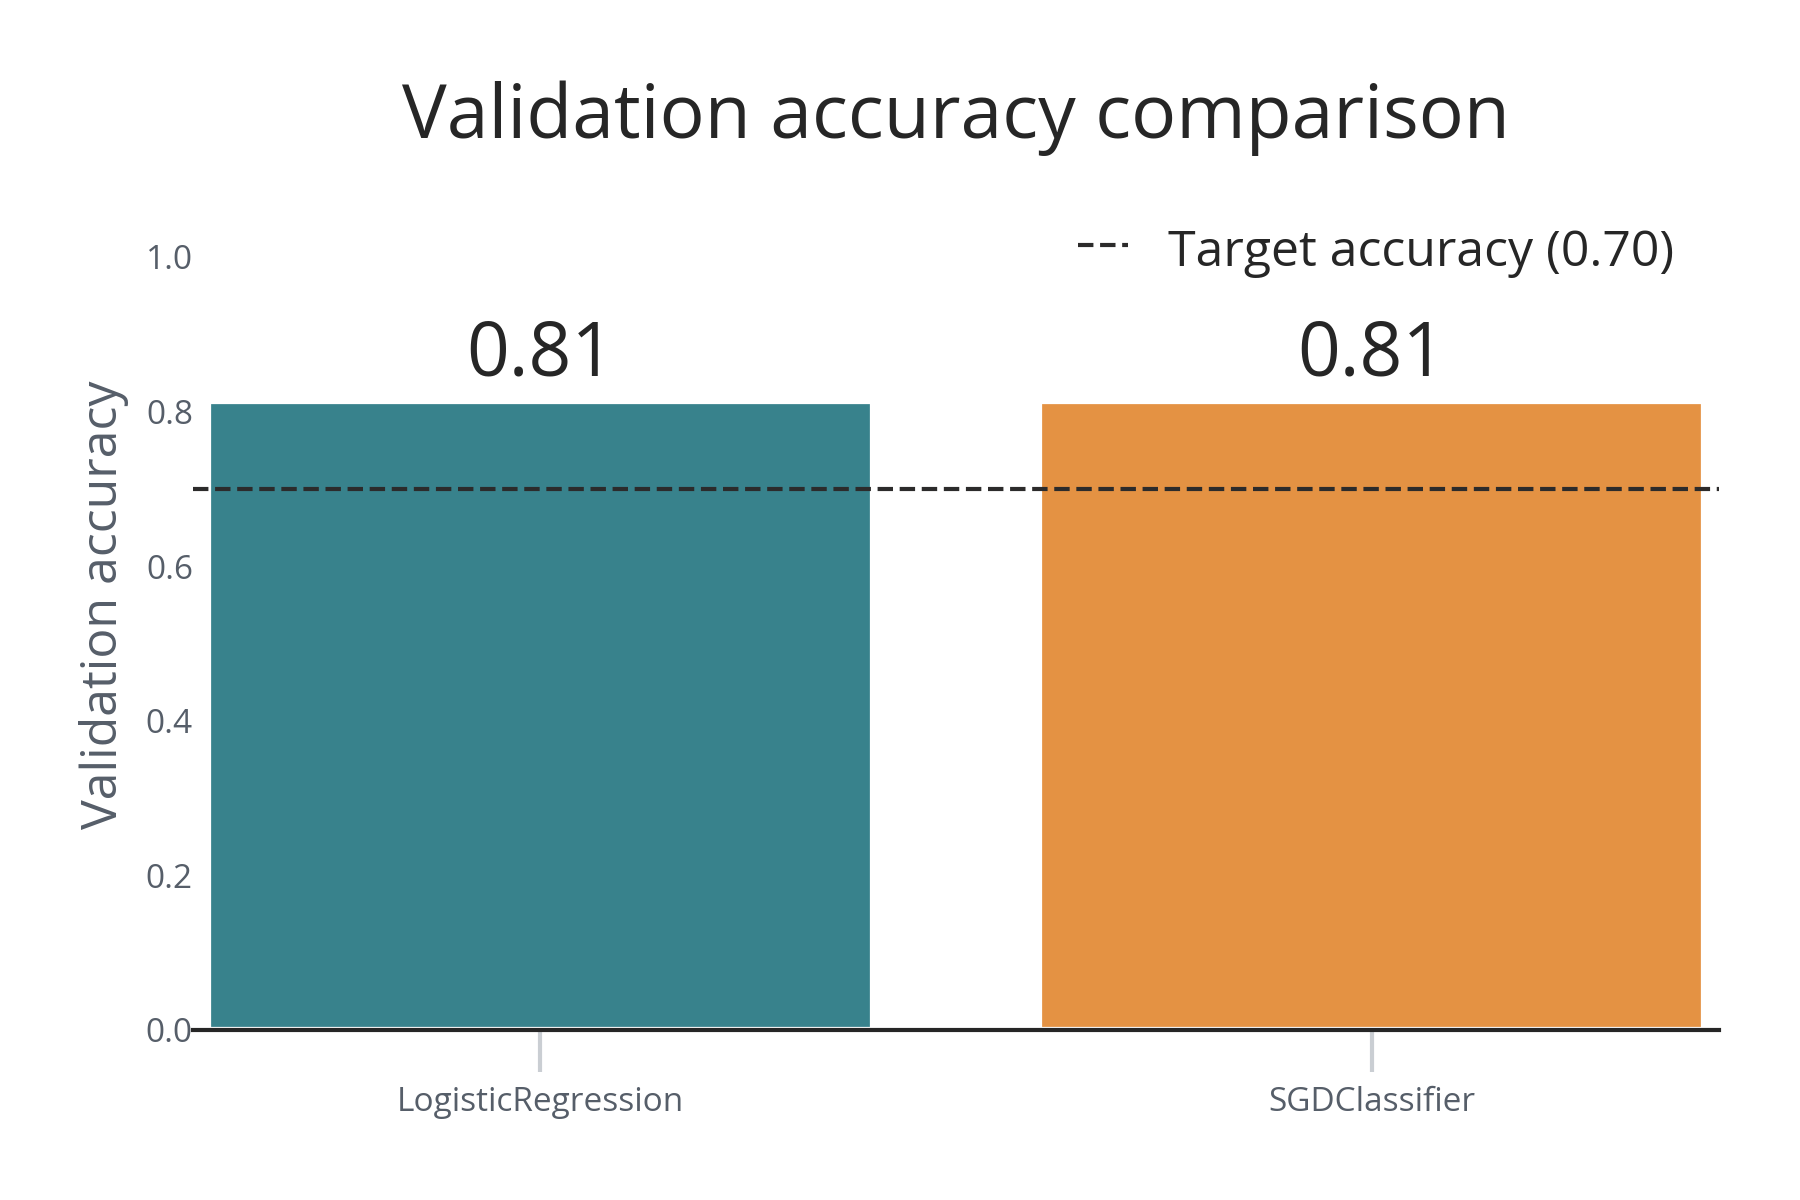 Validation accuracy comparison
Target accuracy (0.70)
1.0
0.8
0.6
0.4
0.2
0.0
Validation accuracy
0.81
0.81
LogisticRegression
SGDClassifier